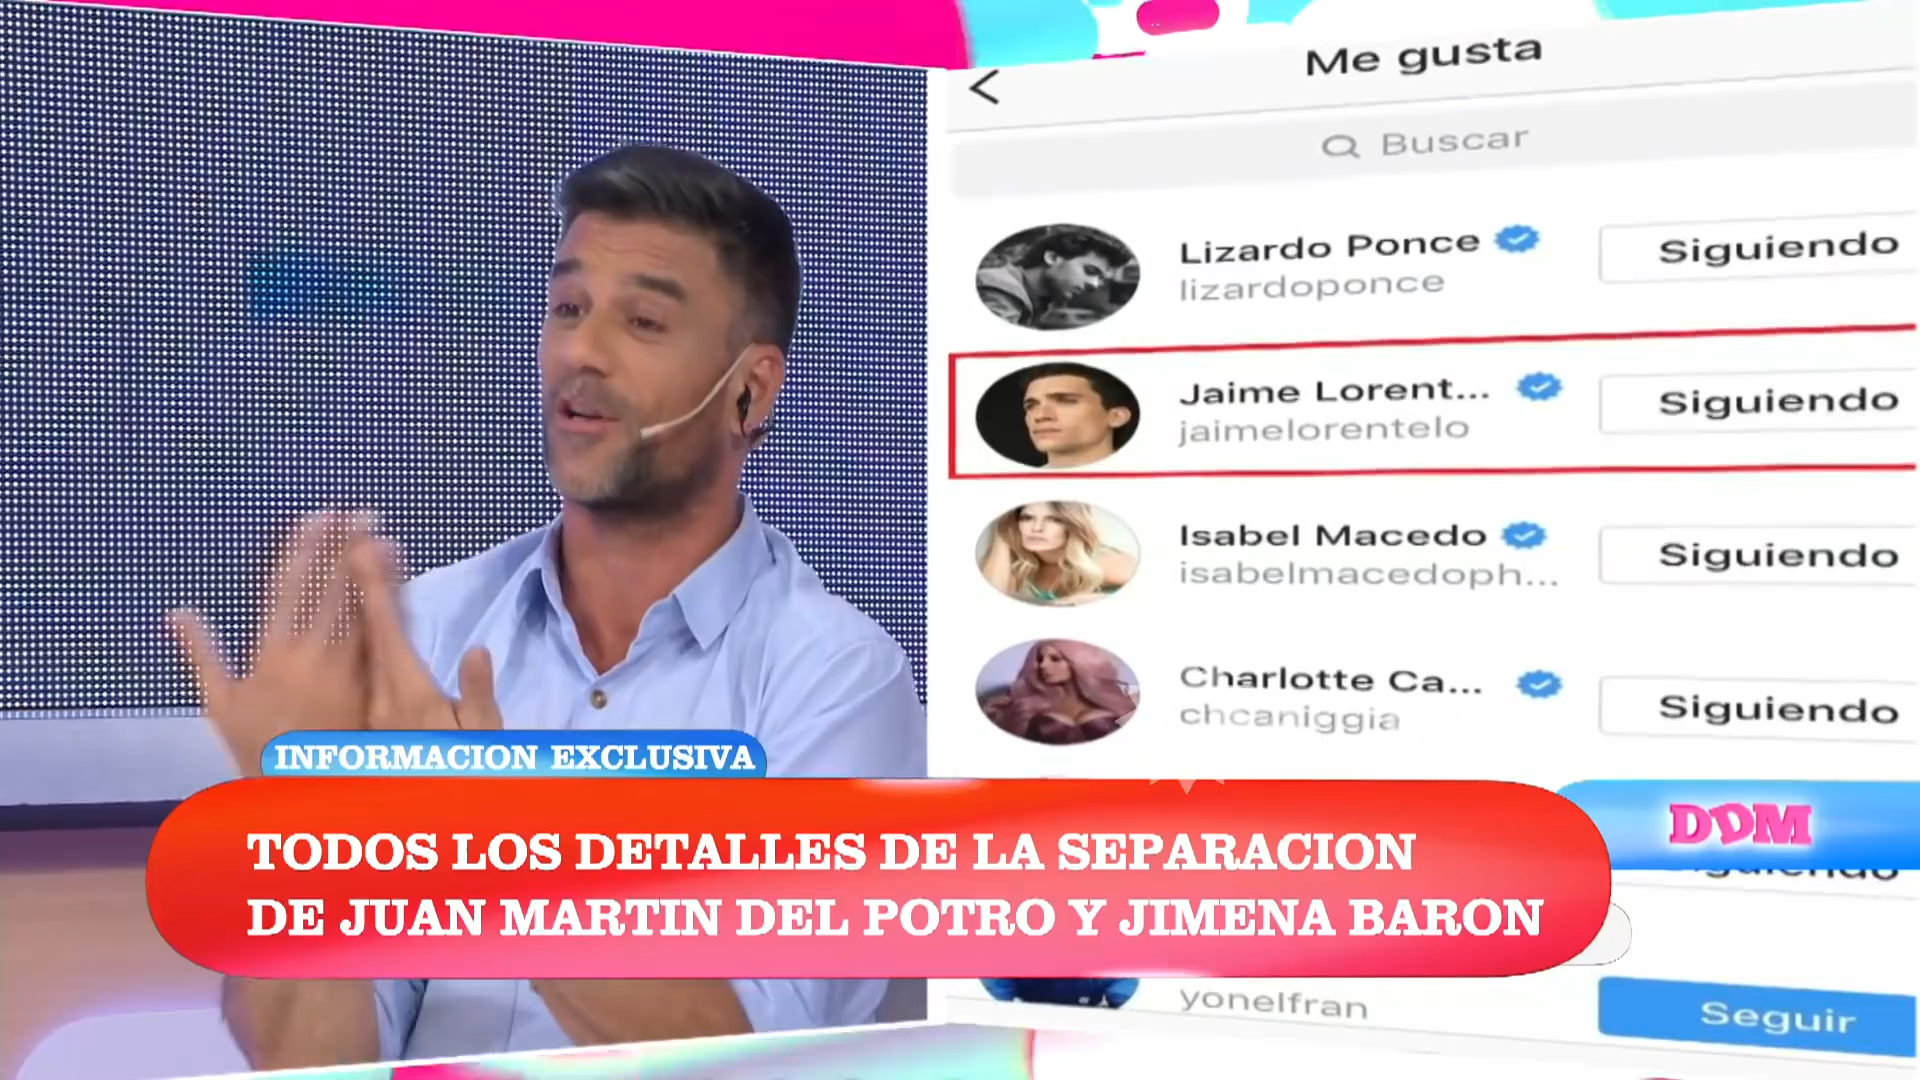 Me gusta
Buscar
Lizardo Ponce
lizardoponce
Siguiendo
Jaime Lorent...
jaimelorentelo
Siguiendo
Isabel Macedo
isabelmacedoph...
Siguiendo
Charlotte Ca...
chcaniggia
Siguiendo
INFORMACION EXCLUSIVA
TODOS LOS DETALLES DE LA SEPARACION
DE JUAN MARTIN DEL POTRO Y JIMENA BARON
DDM
Siguiendo
yonelfran
Seguir